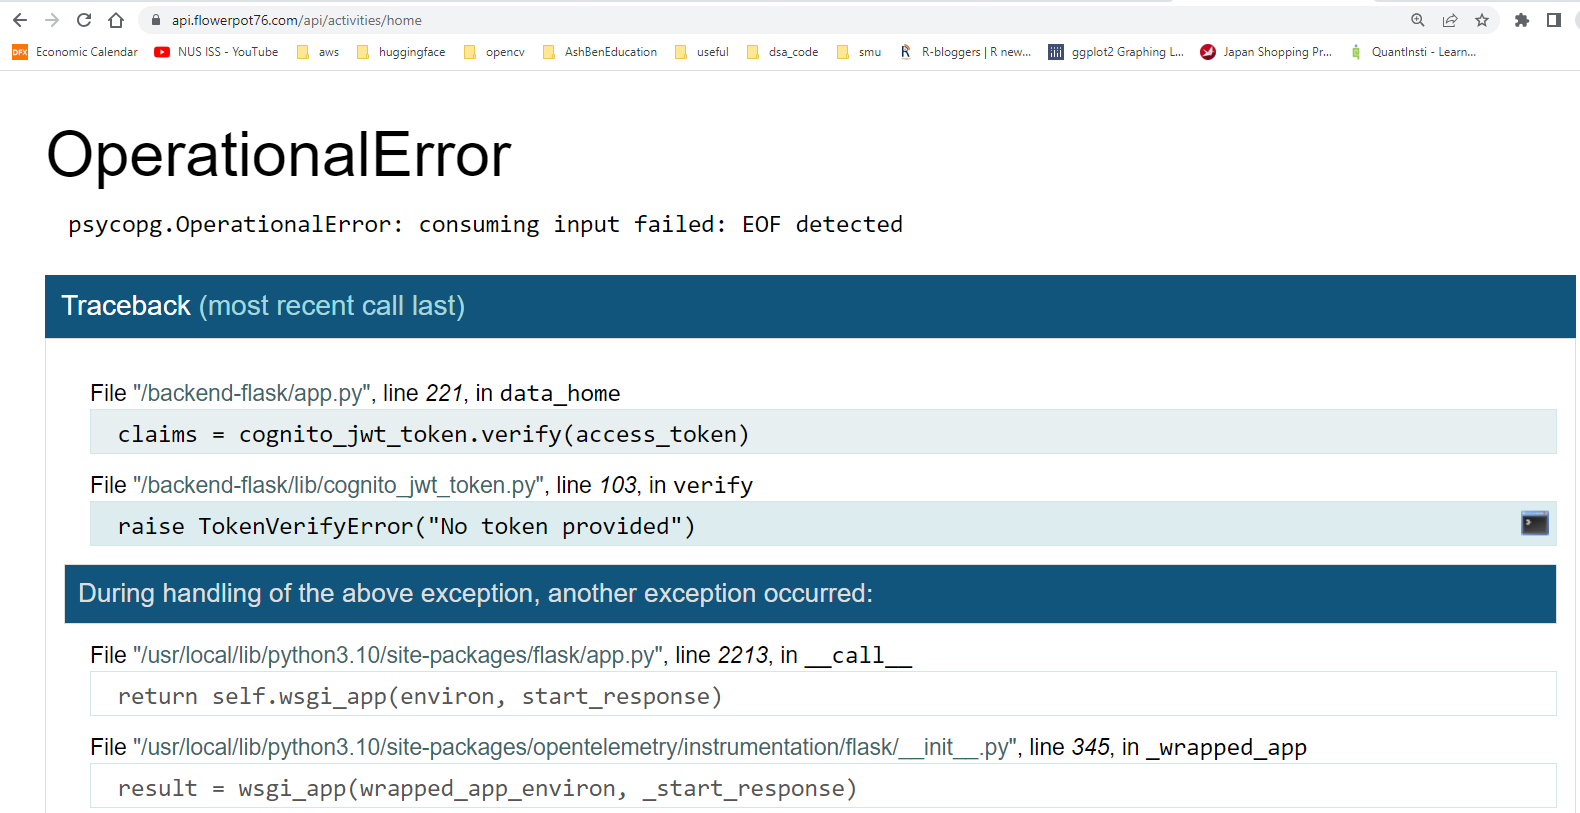 api.flowerpot76.com/api/activities/home
DFX Economic Calendar NUS ISS - YouTube aws huggingface opencv AshBenEducation useful dsa_code smu R R-bloggers | R new... ggplot2 Graphing L... Japan Shopping Pr... QuantInsti - Learn...
OperationalError
psycopg.OperationalError: consuming input failed: EOF detected
Traceback (most recent call last)
File "/backend-flask/app.py", line 221, in data_home
claims = cognito_jwt_token.verify(access_token)
File "/backend-flask/lib/cognito_jwt_token.py", line 103, in verify
raise TokenVerifyError("No token provided")
During handling of the above exception, another exception occurred:
File "/usr/local/lib/python3.10/site-packages/flask/app.py", line 2213, in __call__
return self.wsgi_app(environ, start_response)
File "/usr/local/lib/python3.10/site-packages/opentelemetry/instrumentation/flask/__init__.py", line 345, in _wrapped_app
result = wsgi_app(wrapped_app_environ, _start_response)